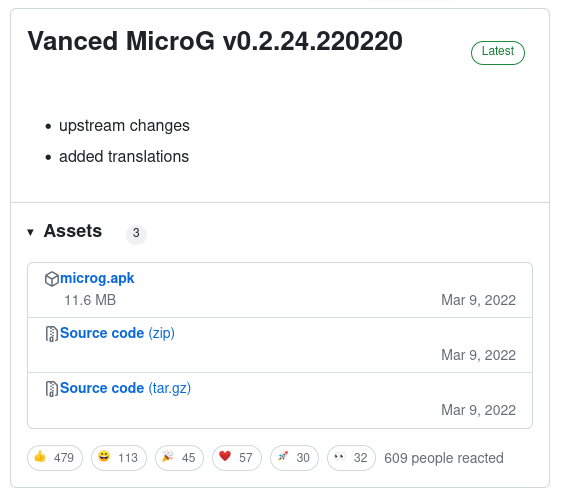 Vanced MicroG v0.2.24.220220
Latest
• upstream changes
• added translations
▾ Assets 3
microg.apk
11.6 MB Mar 9, 2022
Source code (zip)
Mar 9, 2022
Source code (tar.gz)
Mar 9, 2022
👍 479 😄 113 🎉 45 ❤️ 57 🚀 30 👀 32 609 people reacted